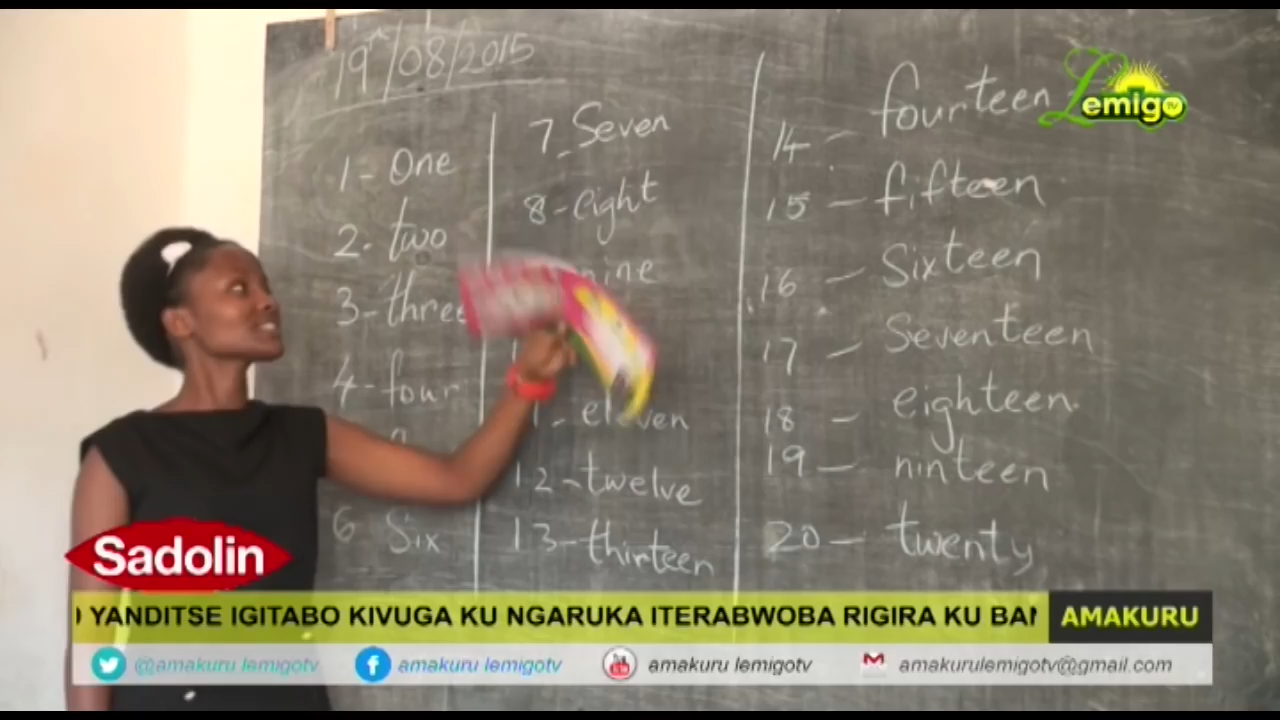 19th/08/2015
1 - One
2 - two
3 - three
4 - four
6 Six
7 - Seven
8 - eight
nine
- eleven
12 - twelve
13 - thirteen
14 - fourteen
15 - fifteen
16 - Sixteen
17 - Seventeen
18 - eighteen
19 - ninteen
20 - twenty
Lemigo TV
Sadolin
YANDITSE IGITABO KIVUGA KU NGARUKA ITERABWOBA RIGIRA KU
AMAKURU
@amakuru lemigotv
amakuru lemigotv
amakuru lemigotv
amakurulemigotv@gmail.com